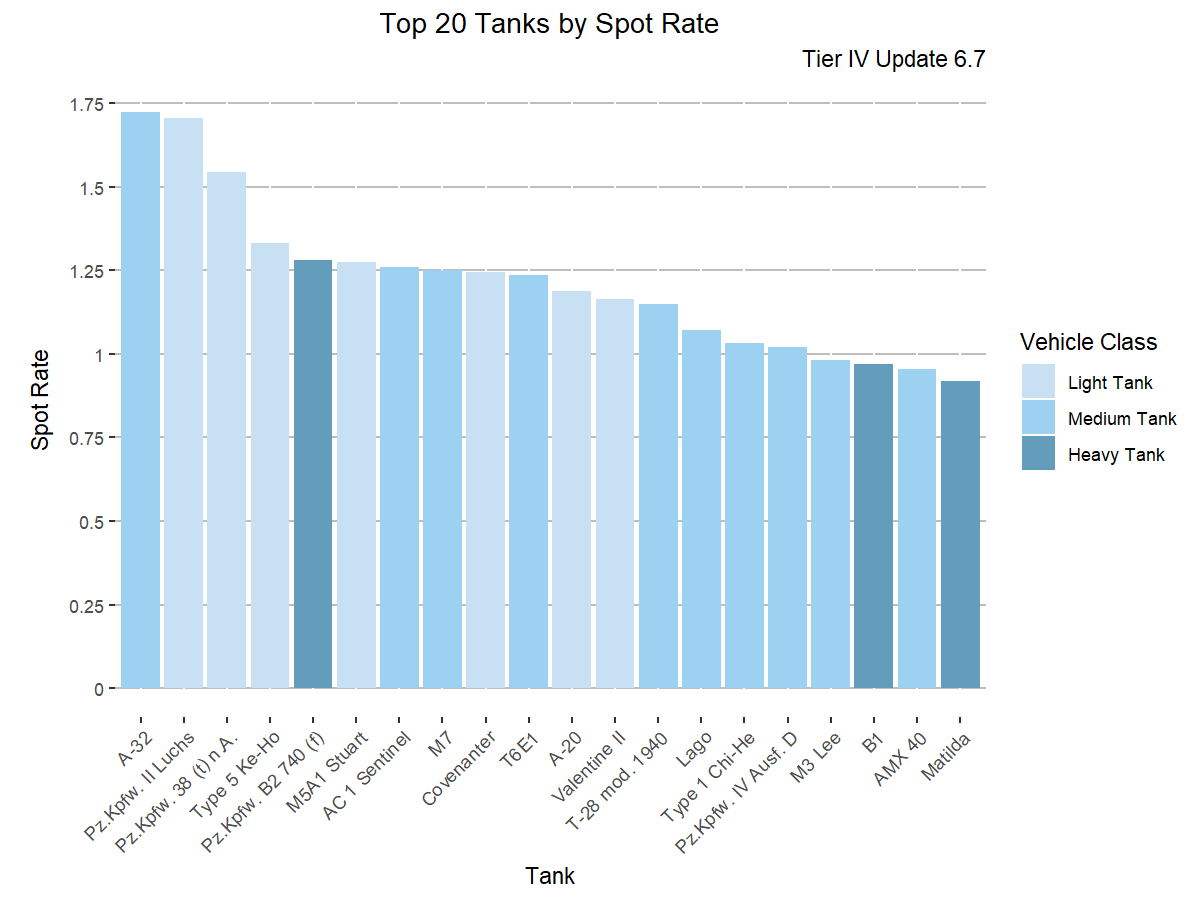 Top 20 Tanks by Spot Rate
Tier IV Update 6.7
1.75
1.5
1.25
1
0.75
0.5
0.25
0
Spot Rate
A-32
Pz.Kpfw. II Luchs
Pz.Kpfw. 38 (t) n.A.
Type 5 Ke-Ho
Pz.Kpfw. B2 740 (f)
M5A1 Stuart
AC 1 Sentinel
M7
Covenanter
T6E1
A-20
Valentine II
T-28 mod. 1940
Lago
Type 1 Chi-He
Pz.Kpfw. IV Ausf. D
M3 Lee
B1
AMX 40
Matilda
Tank
Vehicle Class
Light Tank
Medium Tank
Heavy Tank